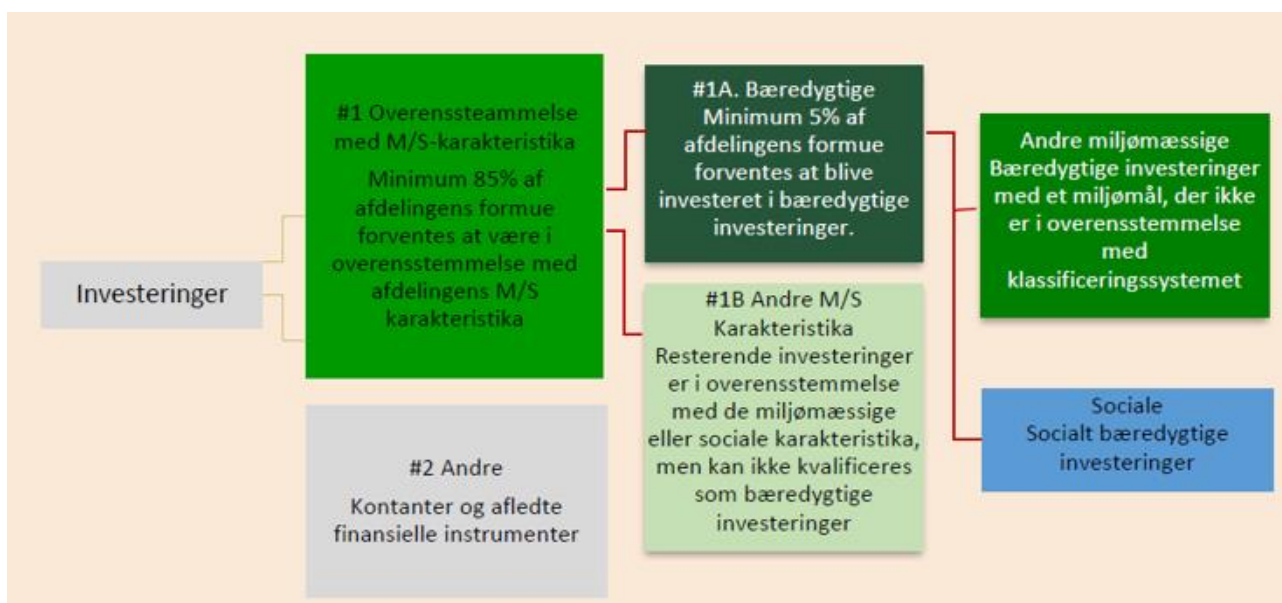 Investeringer
#1 Overenssteammelse
med M/S-karakteristika
Minimum 85% af
afdelingens formue
forventes at være i
overensstemmelse med
afdelingens M/S
karakteristika
#2 Andre
Kontanter og afledte
finansielle instrumenter
#1A. Bæredygtige
Minimum 5% af
afdelingens formue
forventes at blive
investeret i bæredygtige
investeringer.
#1B Andre M/S
Karakteristika
Resterende investeringer
er i overensstemmelse
med de miljømæssige
eller sociale karakteristika,
men kan ikke kvalificeres
som bæredygtige
investeringer
Andre miljømæssige
Bæredygtige investeringer
med et miljømål, der ikke
er i overensstemmelse
med
klassificeringssystemet
Sociale
Socialt bæredygtige
investeringer